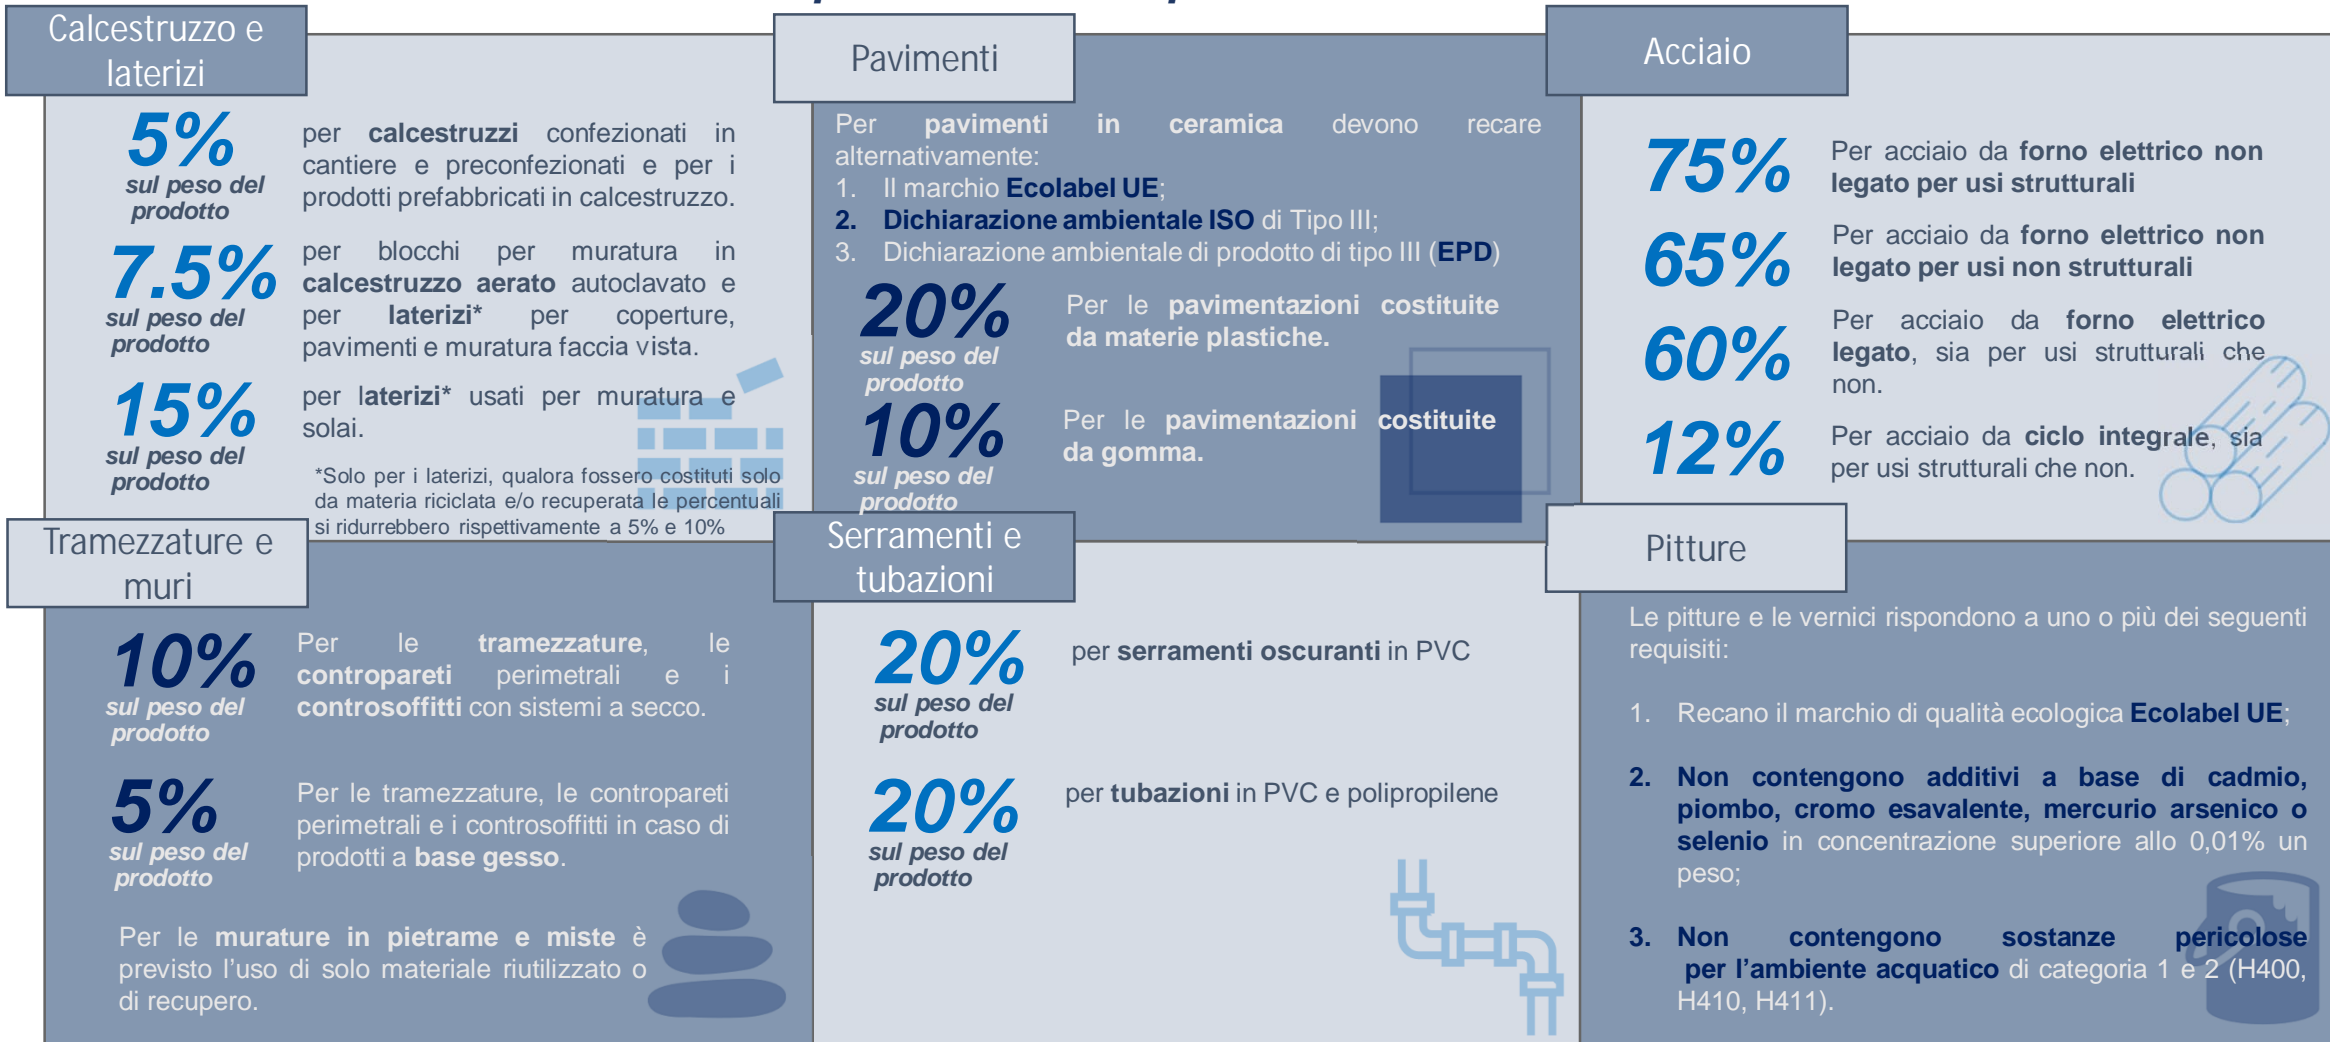 Calcestruzzo e
laterizi
5%
sul peso del
prodotto
per calcestruzzi confezionati in
cantiere e preconfezionati e per i
prodotti prefabbricati in calcestruzzo.
7.5%
sul peso del
prodotto
per blocchi per muratura in
calcestruzzo aerato autoclavato e
per laterizi* per coperture,
pavimenti e muratura faccia vista.
15%
sul peso del
prodotto
per laterizi* usati per muratura e
solai.
*Solo per i laterizi, qualora fossero costituti solo
da materia riciclata e/o recuperata le percentuali
si ridurrebbero rispettivamente a 5% e 10%
Pavimenti
Per pavimenti in ceramica devono recare
alternativamente:
1. Il marchio Ecolabel UE;
2. Dichiarazione ambientale ISO di Tipo III;
3. Dichiarazione ambientale di prodotto di tipo III (EPD)
20%
sul peso del
prodotto
Per le pavimentazioni costituite
da materie plastiche.
10%
sul peso del
prodotto
Per le pavimentazioni costituite
da gomma.
Acciaio
75%
Per acciaio da forno elettrico non
legato per usi strutturali
65%
Per acciaio da forno elettrico non
legato per usi non strutturali
60%
Per acciaio da forno elettrico
legato, sia per usi strutturali che
non.
12%
Per acciaio da ciclo integrale, sia
per usi strutturali che non.
Tramezzature e
muri
10%
sul peso del
prodotto
Per le tramezzature, le
contropareti perimetrali e i
controsoffitti con sistemi a secco.
5%
sul peso del
prodotto
Per le tramezzature, le contropareti
perimetrali e i controsoffitti in caso di
prodotti a base gesso.
Per le murature in pietrame e miste è
previsto l'uso di solo materiale riutilizzato o
di recupero.
Serramenti e
tubazioni
20%
sul peso del
prodotto
per serramenti oscuranti in PVC
20%
sul peso del
prodotto
per tubazioni in PVC e polipropilene
Pitture
Le pitture e le vernici rispondono a uno o più dei seguenti
requisiti:
1. Recano il marchio di qualità ecologica Ecolabel UE;
2. Non contengono additivi a base di cadmio,
piombo, cromo esavalente, mercurio arsenico o
selenio in concentrazione superiore allo 0,01% un
peso;
3. Non contengono sostanze pericolose
per l'ambiente acquatico di categoria 1 e 2 (H400,
H410, H411).